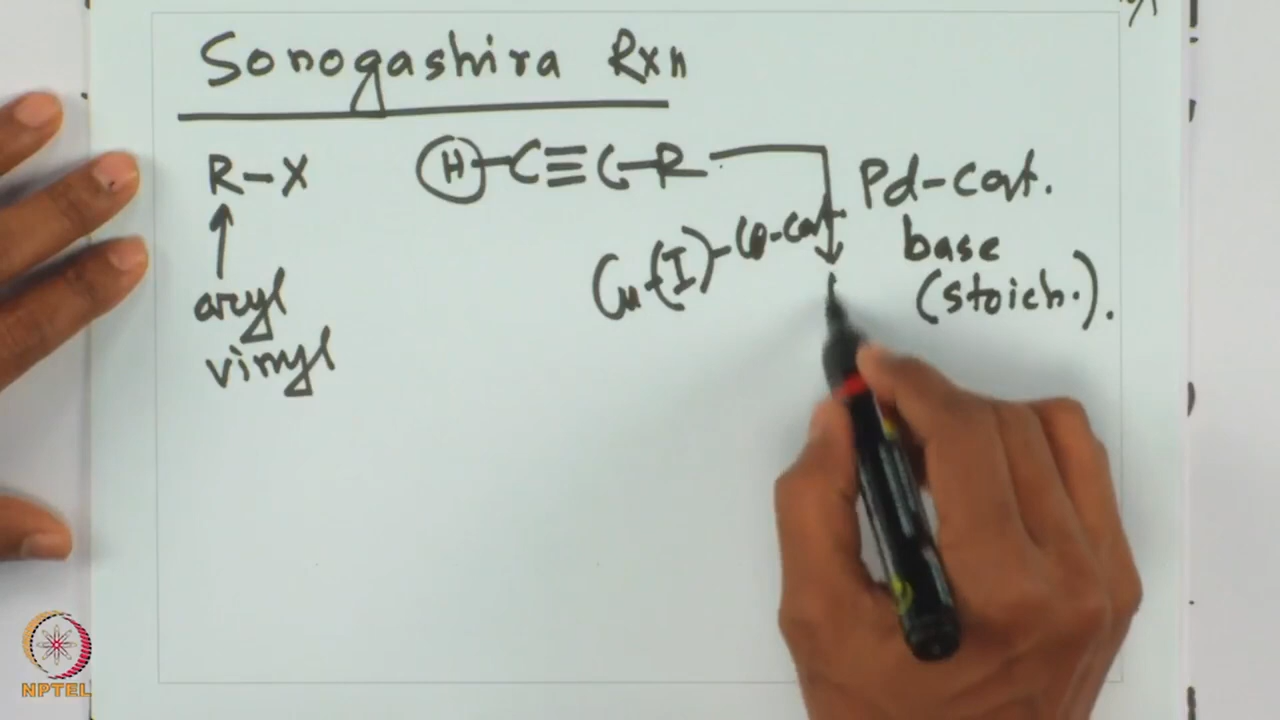 Sonogashira Rxn
R-X H-C≡C-R Pd-cat.
Cu(I)-Co-cat base
aryl (stoich.).
vinyl
NPTEL